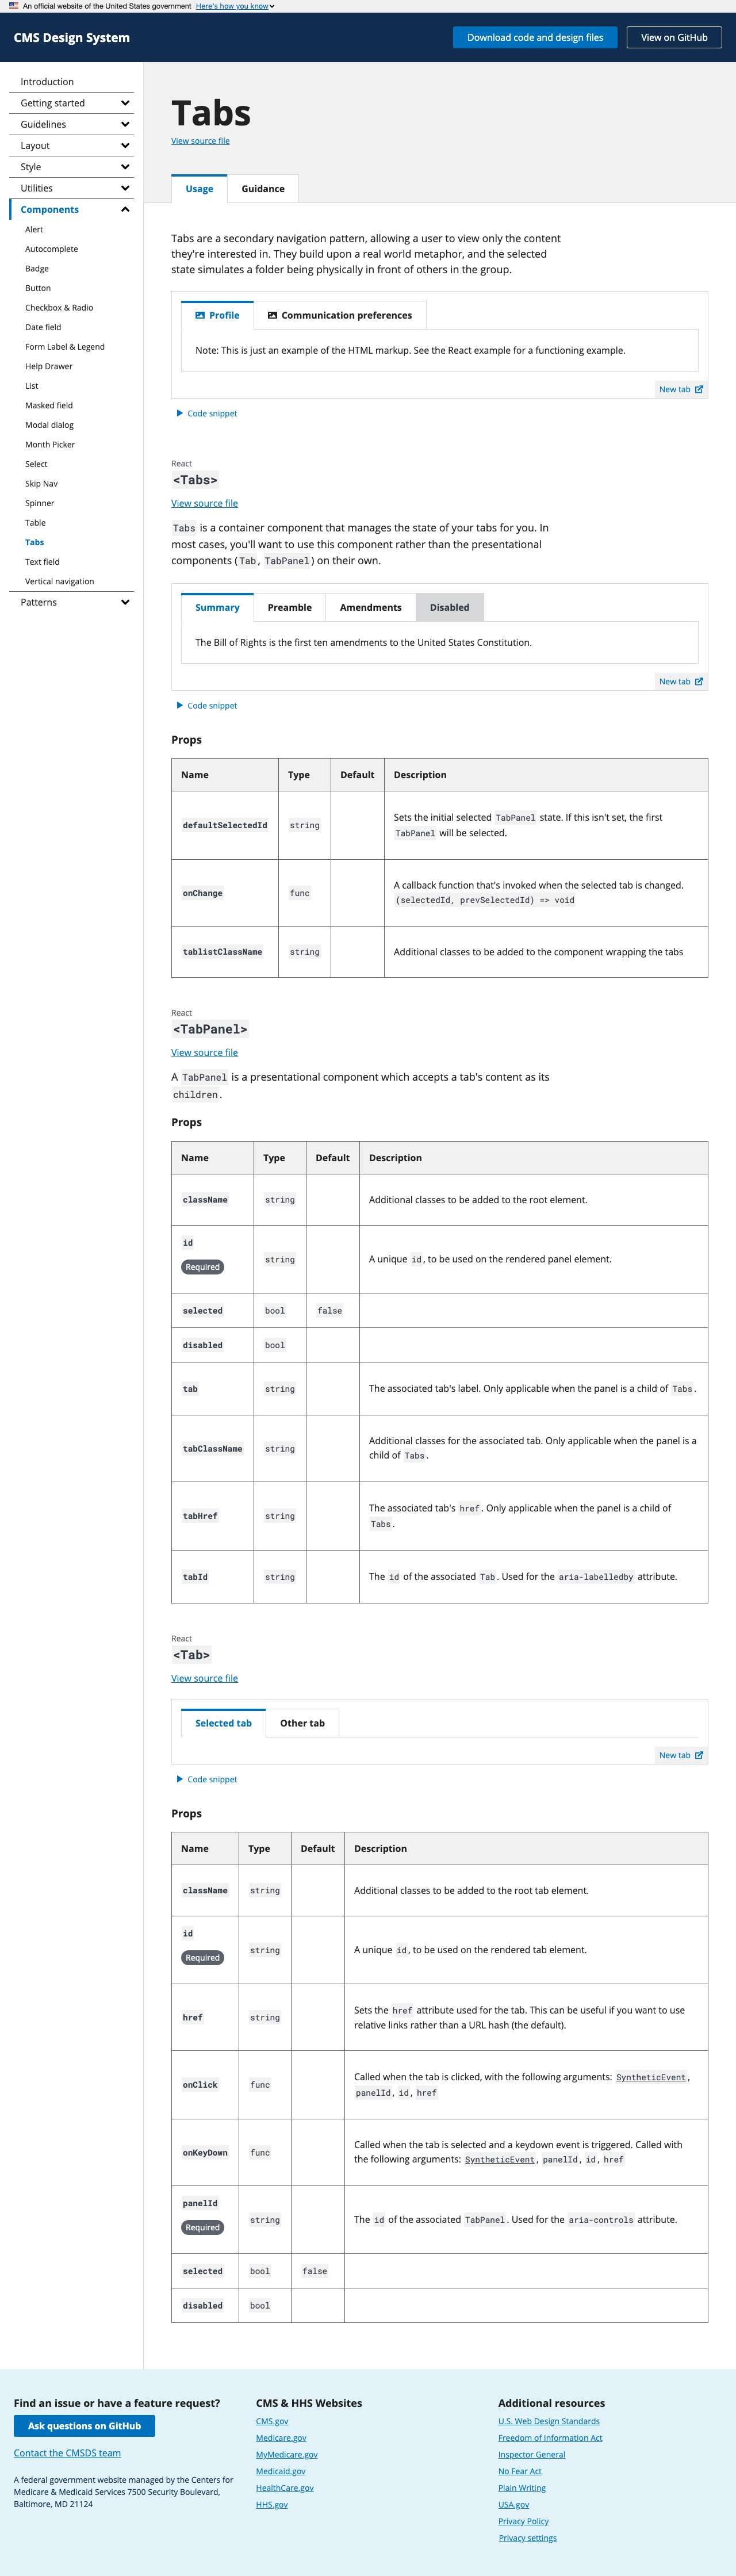 An official website of the United States government Here's how you know
CMS Design System
Download code and design files
View on GitHub
Introduction
Getting started
Guidelines
Layout
Style
Utilities
Components
Alert
Autocomplete
Badge
Button
Checkbox & Radio
Date field
Form Label & Legend
Help Drawer
List
Masked field
Modal dialog
Month Picker
Select
Skip Nav
Spinner
Table
Tabs
Text field
Vertical navigation
Patterns
Tabs
View source file
Usage
Guidance
Tabs are a secondary navigation pattern, allowing a user to view only the content
they're interested in. They build upon a real world metaphor, and the selected
state simulates a folder being physically in front of others in the group.
Profile
Communication preferences
Note: This is just an example of the HTML markup. See the React example for a functioning example.
New tab
Code snippet
React
<Tabs>
View source file
Tabs is a container component that manages the state of your tabs for you. In
most cases, you'll want to use this component rather than the presentational
components (Tab, TabPanel) on their own.
Summary
Preamble
Amendments
Disabled
The Bill of Rights is the first ten amendments to the United States Constitution.
New tab
Code snippet
Props
Name Type Default Description
defaultSelectedId string Sets the initial selected TabPanel state. If this isn't set, the first
TabPanel will be selected.
onChange func A callback function that's invoked when the selected tab is changed.
(selectedId, prevSelectedId) => void
tablistClassName string Additional classes to be added to the component wrapping the tabs
React
<TabPanel>
View source file
A TabPanel is a presentational component which accepts a tab's content as its
children.
Props
Name Type Default Description
className string Additional classes to be added to the root element.
id
Required
string A unique id, to be used on the rendered panel element.
selected bool false
disabled bool
tab string The associated tab's label. Only applicable when the panel is a child of Tabs.
tabClassName string Additional classes for the associated tab. Only applicable when the panel is a
child of Tabs.
tabHref string The associated tab's href. Only applicable when the panel is a child of
Tabs.
tabId string The id of the associated Tab. Used for the aria-labelledby attribute.
React
<Tab>
View source file
Selected tab
Other tab
New tab
Code snippet
Props
Name Type Default Description
className string Additional classes to be added to the root tab element.
id
Required
string A unique id, to be used on the rendered tab element.
href string Sets the href attribute used for the tab. This can be useful if you want to use
relative links rather than a URL hash (the default).
onClick func Called when the tab is clicked, with the following arguments: SyntheticEvent,
panelId, id, href
onKeyDown func Called when the tab is selected and a keydown event is triggered. Called with
the following arguments: SyntheticEvent, panelId, id, href
panelId
Required
string The id of the associated TabPanel. Used for the aria-controls attribute.
selected bool false
disabled bool
Find an issue or have a feature request?
Ask questions on GitHub
Contact the CMSDS team
A federal government website managed by the Centers for
Medicare & Medicaid Services 7500 Security Boulevard,
Baltimore, MD 21124
CMS & HHS Websites
CMS.gov
Medicare.gov
MyMedicare.gov
Medicaid.gov
HealthCare.gov
HHS.gov
Additional resources
U.S. Web Design Standards
Freedom of Information Act
Inspector General
No Fear Act
Plain Writing
USA.gov
Privacy Policy
Privacy settings